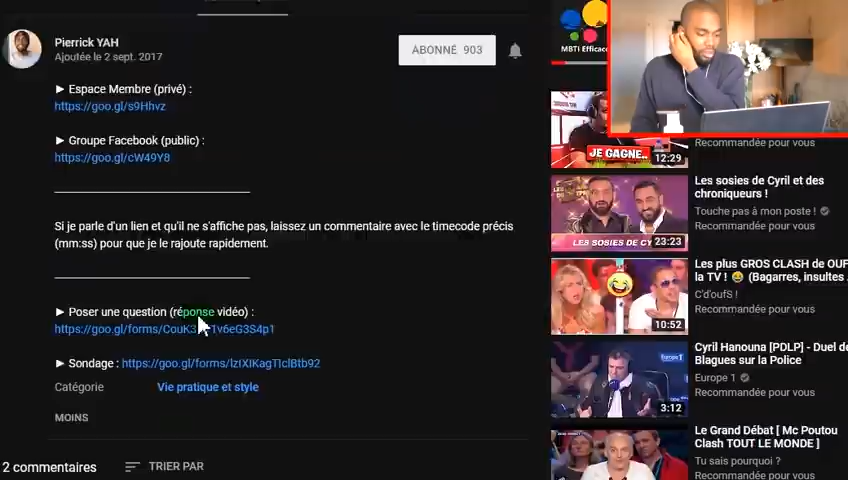 Pierrick YAH
Ajoutée le 2 sept. 2017
ABONNÉ 903
► Espace Membre (privé) :
https://goo.gl/s9Hhvz
► Groupe Facebook (public) :
https://goo.gl/cW49Y8
Si je parle d'un lien et qu'il ne s'affiche pas, laissez un commentaire avec le timecode précis
(mm:ss) pour que je le rajoute rapidement.
► Poser une question (réponse vidéo) :
► Sondage : https://goo.gl/forms/lzIXIKagTIclBtb92
Catégorie
Vie pratique et style
MOINS
2 commentaires
TRIER PAR
MBTI Efficace
JE GAGNE..
12:29
Recommandée pour vous
LES SOSIES DE CY
23:23
Les sosies de Cyril et des
chroniqueurs !
Touche pas à mon poste !
Recommandée pour vous
10:52
Les plus GROS CLASH de OUF
la TV ! 😂 (Bagarres, insultes
C'd'oufS !
Recommandée pour vous
Europe 1
3:12
Cyril Hanouna [PDLP] - Duel de
Blagues sur la Police
Europe 1
Recommandée pour vous
Le Grand Débat [ Mc Poutou
Clash TOUT LE MONDE ]
Tu sais pourquoi ?
Recommandée pour vous